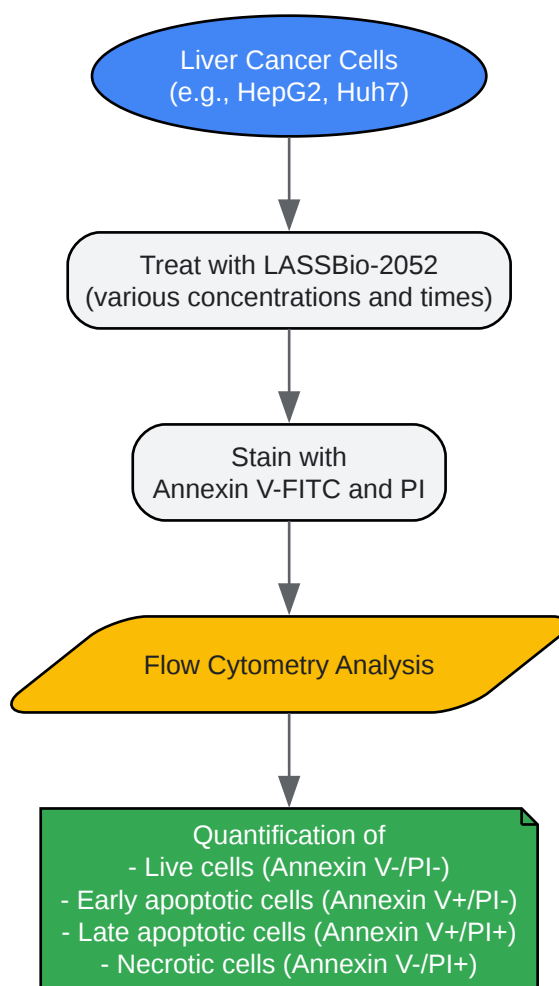 Liver Cancer Cells
(e.g., HepG2, Huh7)
Treat with LASSBio-2052
(various concentrations and times)
Stain with
Annexin V-FITC and PI
Flow Cytometry Analysis
Quantification of
- Live cells (Annexin V-/PI-)
- Early apoptotic cells (Annexin V+/PI-)
- Late apoptotic cells (Annexin V+/PI+)
- Necrotic cells (Annexin V-/PI+)